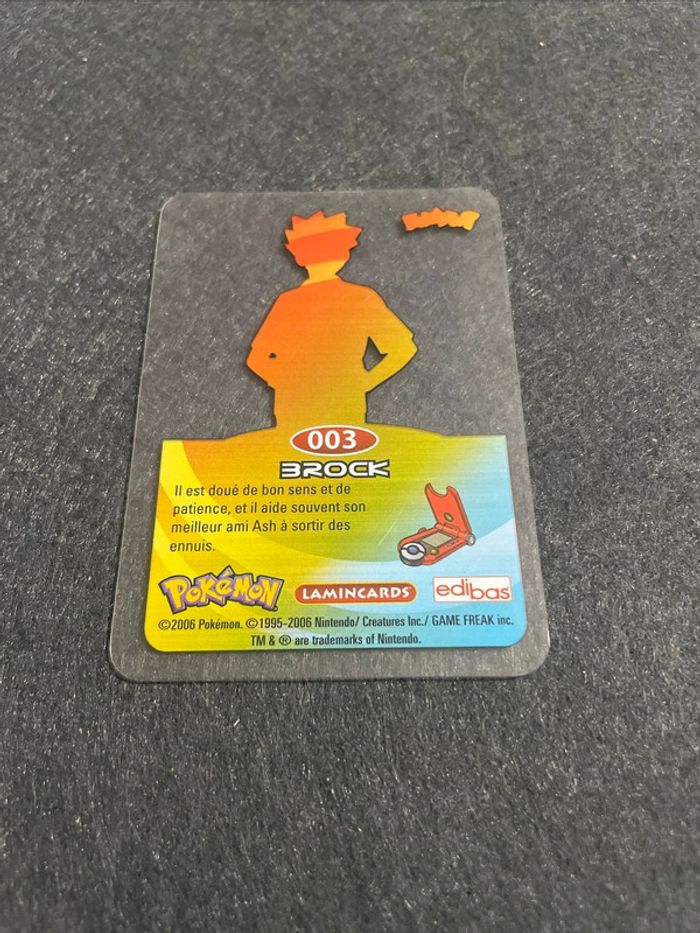 003
BROCK
Il est doué de bon sens et de
patience, et il aide souvent son
meilleur ami Ash à sortir des
ennuis.
POKéMON LAMINCARDS edibas
©2006 Pokémon. ©1995-2006 Nintendo/ Creatures Inc./ GAME FREAK inc.
TM & ® are trademarks of Nintendo.